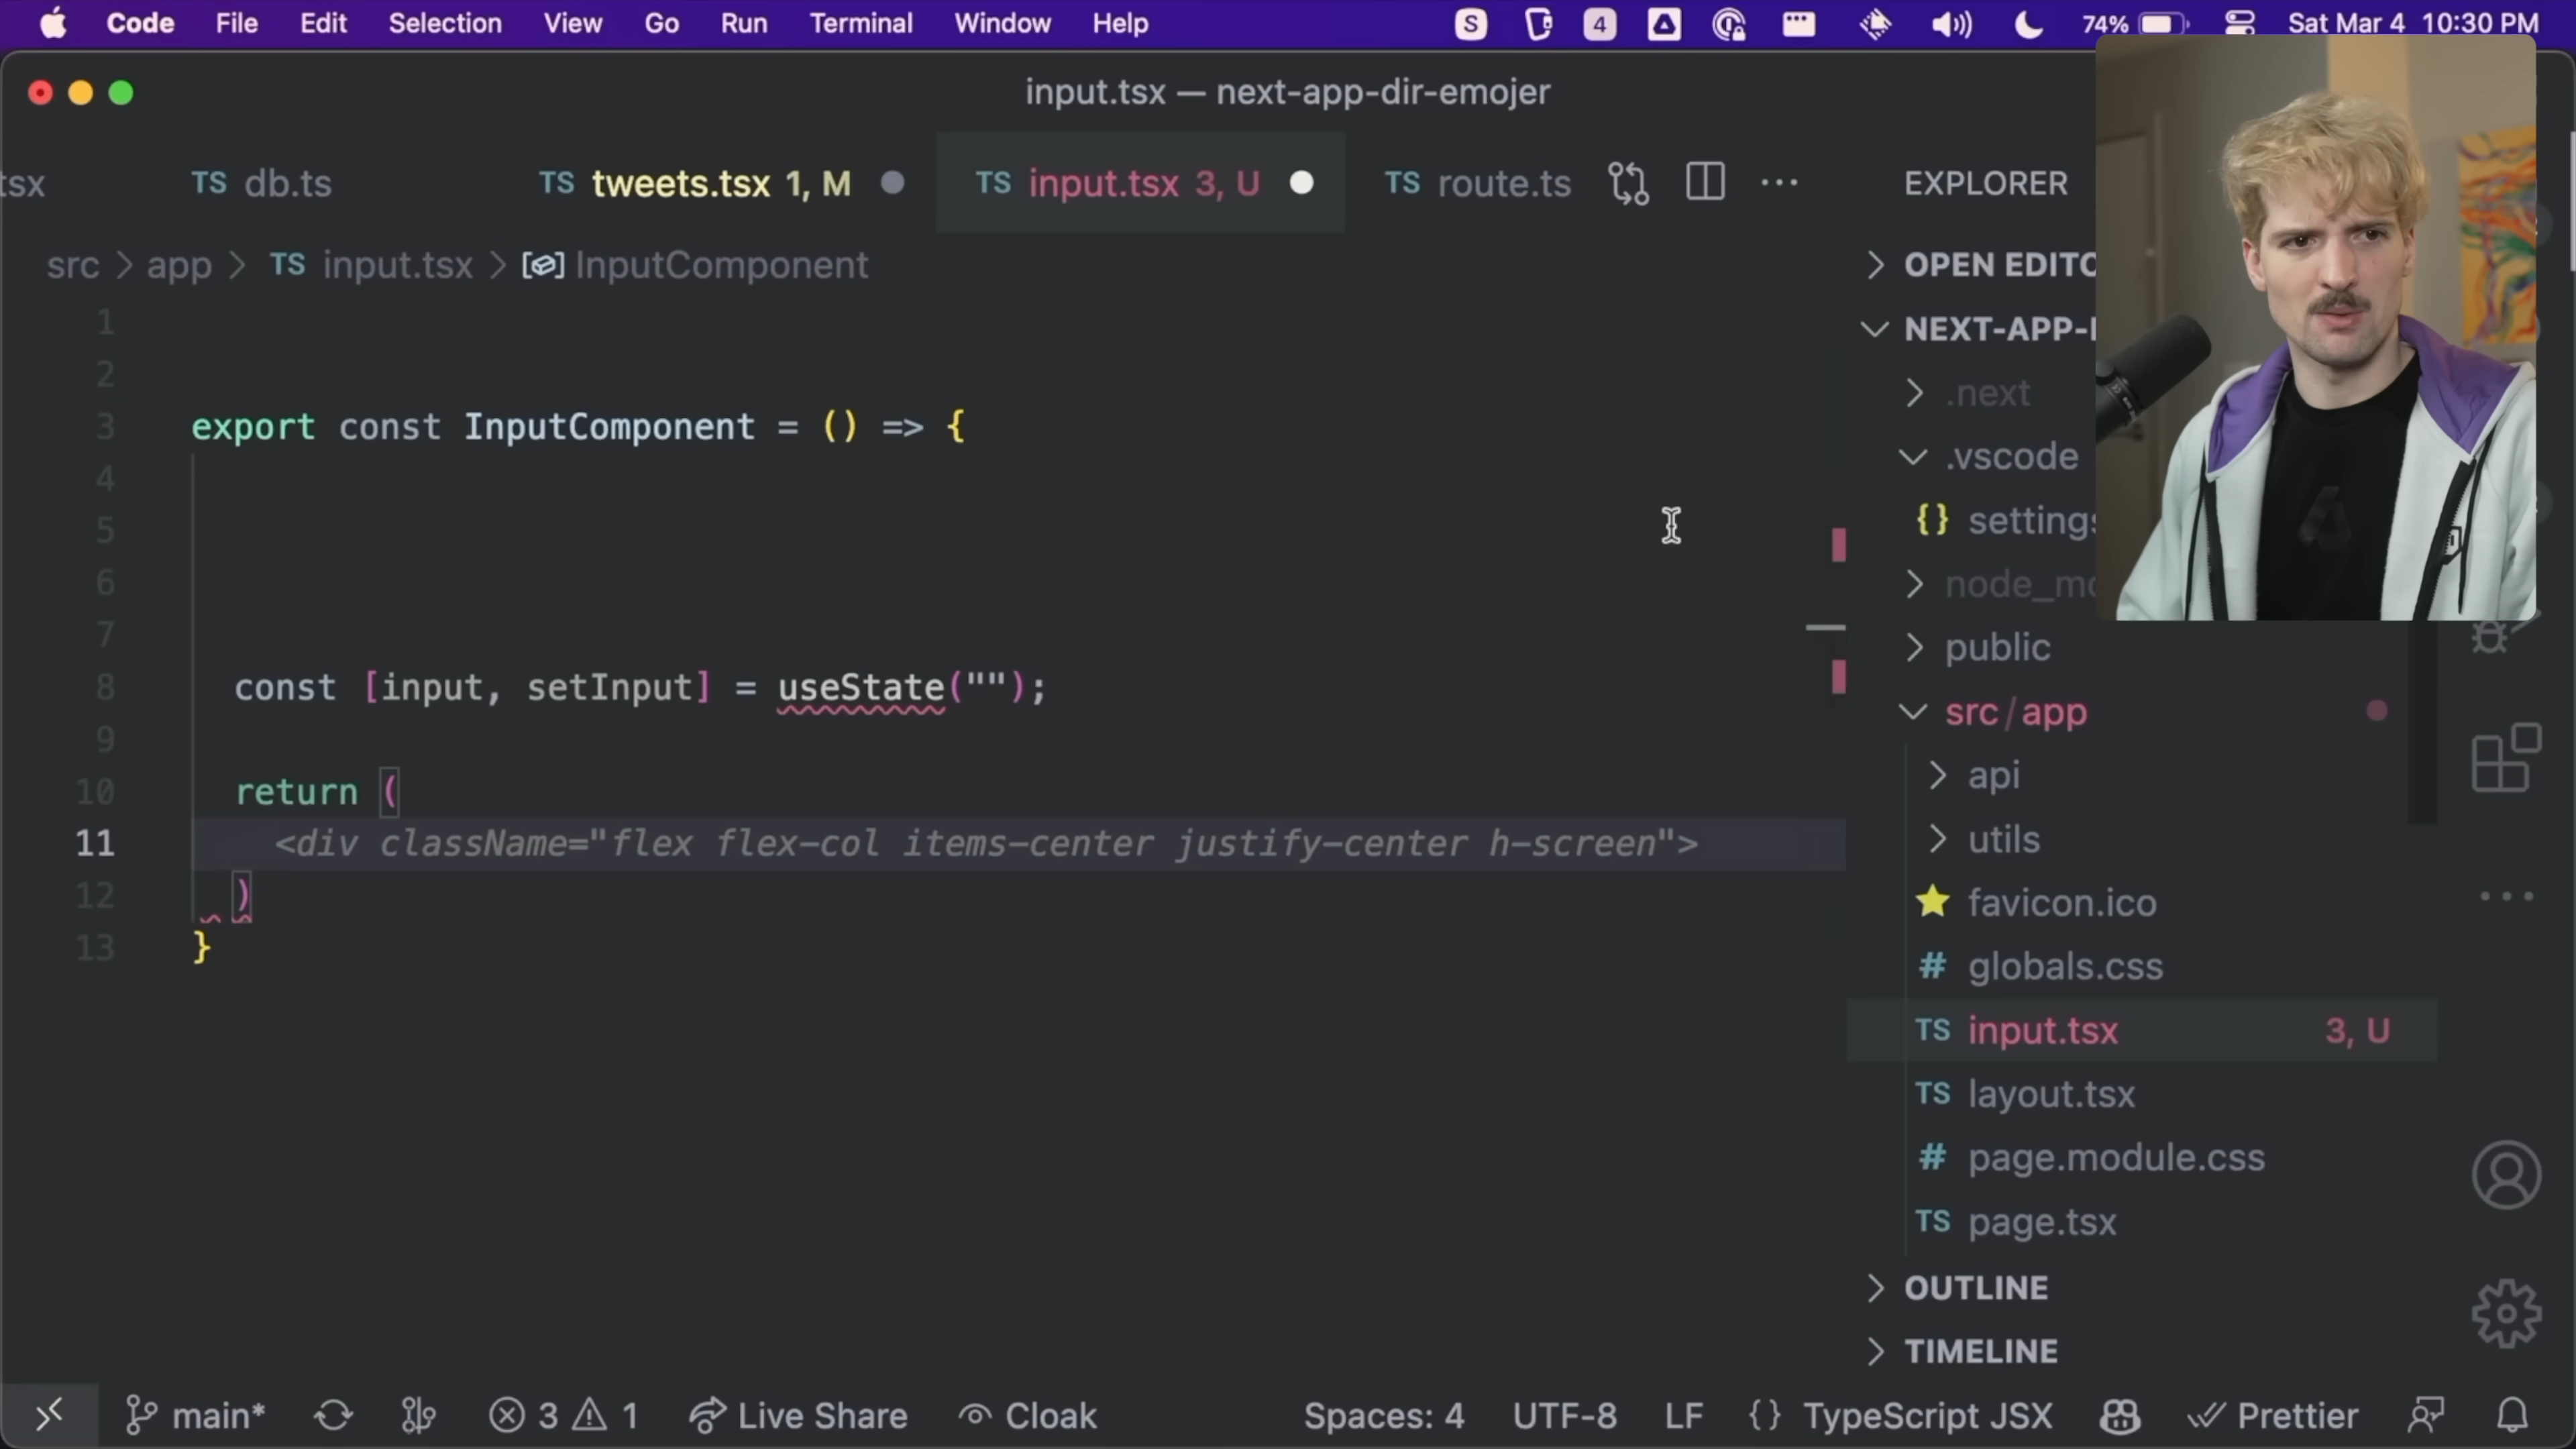 Code File Edit Selection View Go Run Terminal Window Help S 4 74% Sat Mar 4 10:30 PM
input.tsx — next-app-dir-emojer
tsx TS db.ts TS tweets.tsx 1, M TS input.tsx 3, U TS route.ts
src > app > TS input.tsx > InputComponent
1
2
3 export const InputComponent = () => {
4
5
6
7
8 const [input, setInput] = useState("");
9
10 return (
11 <div className="flex flex-col items-center justify-center h-screen">
12 )
13 }
EXPLORER
OPEN EDITO
NEXT-APP-
.next
.vscode
{} settings
node_mo
public
src/app
api
utils
favicon.ico
# globals.css
TS input.tsx 3, U
TS layout.tsx
# page.module.css
TS page.tsx
OUTLINE
TIMELINE
main* 3 1 Live Share Cloak Spaces: 4 UTF-8 LF {} TypeScript JSX Prettier